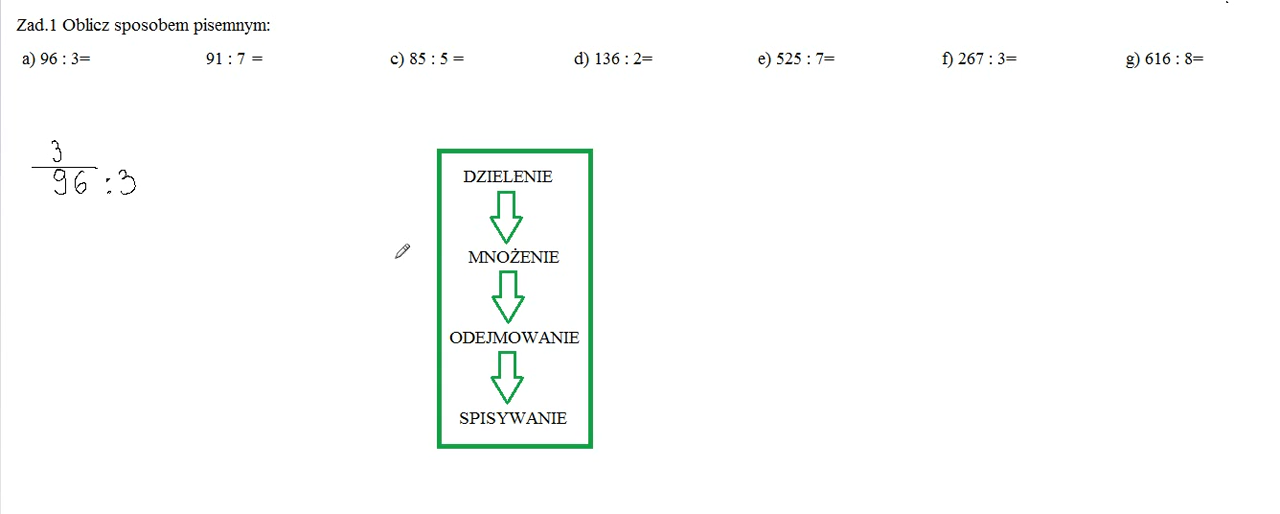 Zad.1 Oblicz sposobem pisemnym:
a) 96 : 3= 91 : 7 = c) 85 : 5 = d) 136 : 2= e) 525 : 7= f) 267 : 3= g) 616 : 8=
3
96 : 3
DZIELENIE
MNOŻENIE
ODEJMOWANIE
SPISYWANIE